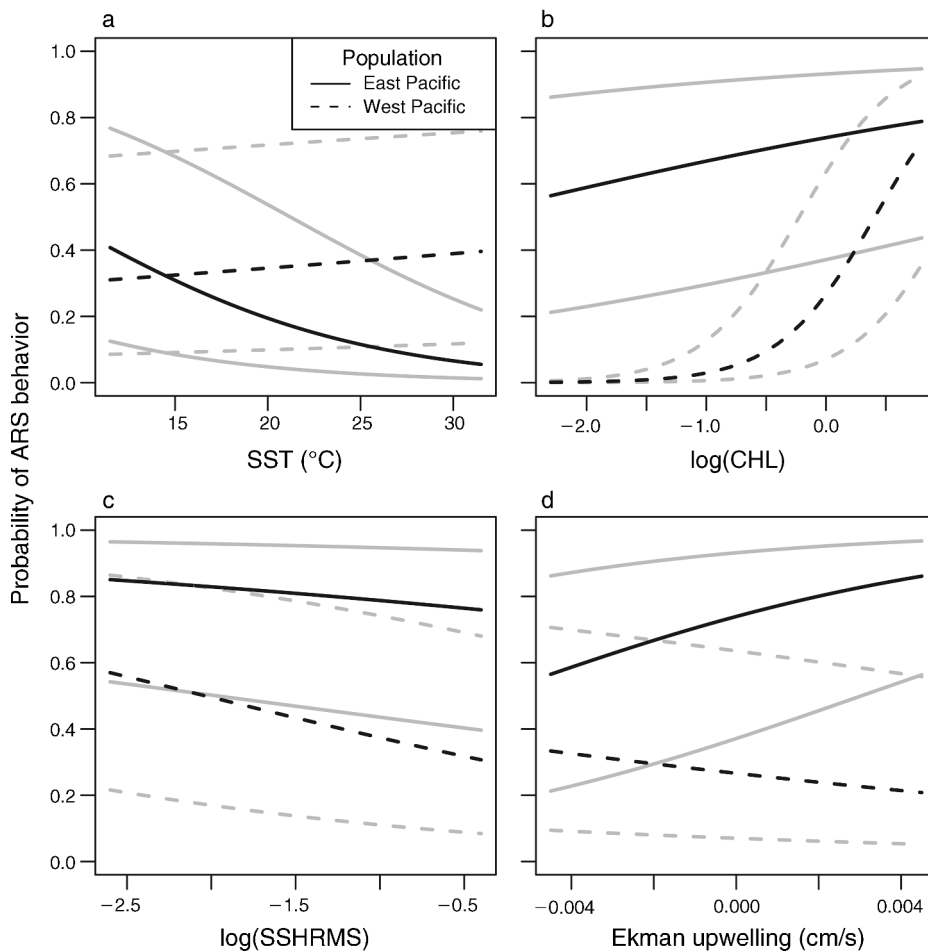 a
b
Population
East Pacific
West Pacific
1.0
0.8
0.6
0.4
0.2
0.0
15
20
25
30
SST (°C)
−2.0
−1.0
0.0
log(CHL)
Probability of ARS behavior
c
d
1.0
0.8
0.6
0.4
0.2
0.0
−2.5
−1.5
−0.5
log(SSHRMS)
−0.004
0.000
0.004
Ekman upwelling (cm/s)